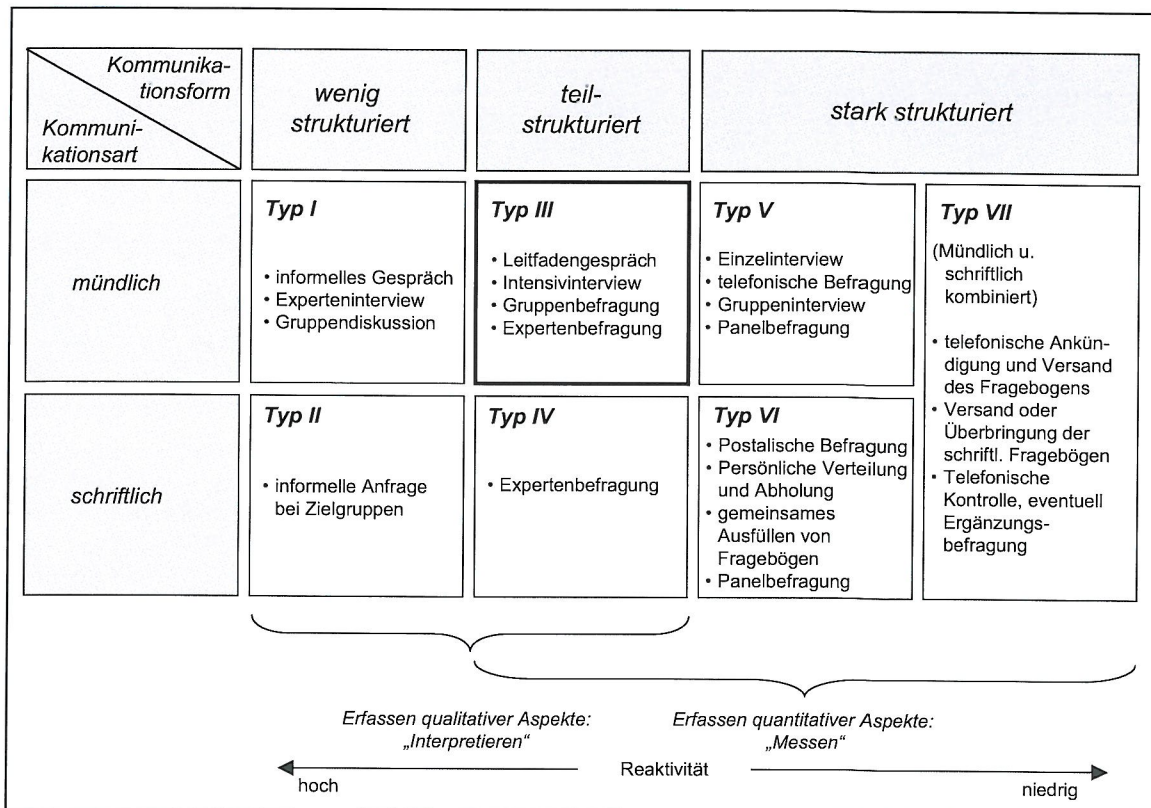 Kommunika-
tionsform
Kommuni-
kationsart
wenig
strukturiert
teil-
strukturiert
stark strukturiert
mündlich
Typ I
• informelles Gespräch
• Experteninterview
• Gruppendiskussion
Typ III
• Leitfadengespräch
• Intensivinterview
• Gruppenbefragung
• Expertenbefragung
Typ V
• Einzelinterview
• telefonische Befragung
• Gruppeninterview
• Panelbefragung
Typ VII
(Mündlich u.
schriftlich
kombiniert)
• telefonische Ankün-
digung und Versand
des Fragebogens
• Versand oder
Überbringung der
schriftl. Fragebögen
• Telefonische
Kontrolle, eventuell
Ergänzungs-
befragung
schriftlich
Typ II
• informelle Anfrage
bei Zielgruppen
Typ IV
• Expertenbefragung
Typ VI
• Postalische Befragung
• Persönliche Verteilung
und Abholung
• gemeinsames
Ausfüllen von
Fragebögen
• Panelbefragung
Erfassen qualitativer Aspekte:
„Interpretieren“
Erfassen quantitativer Aspekte:
„Messen“
hoch
Reaktivität
niedrig